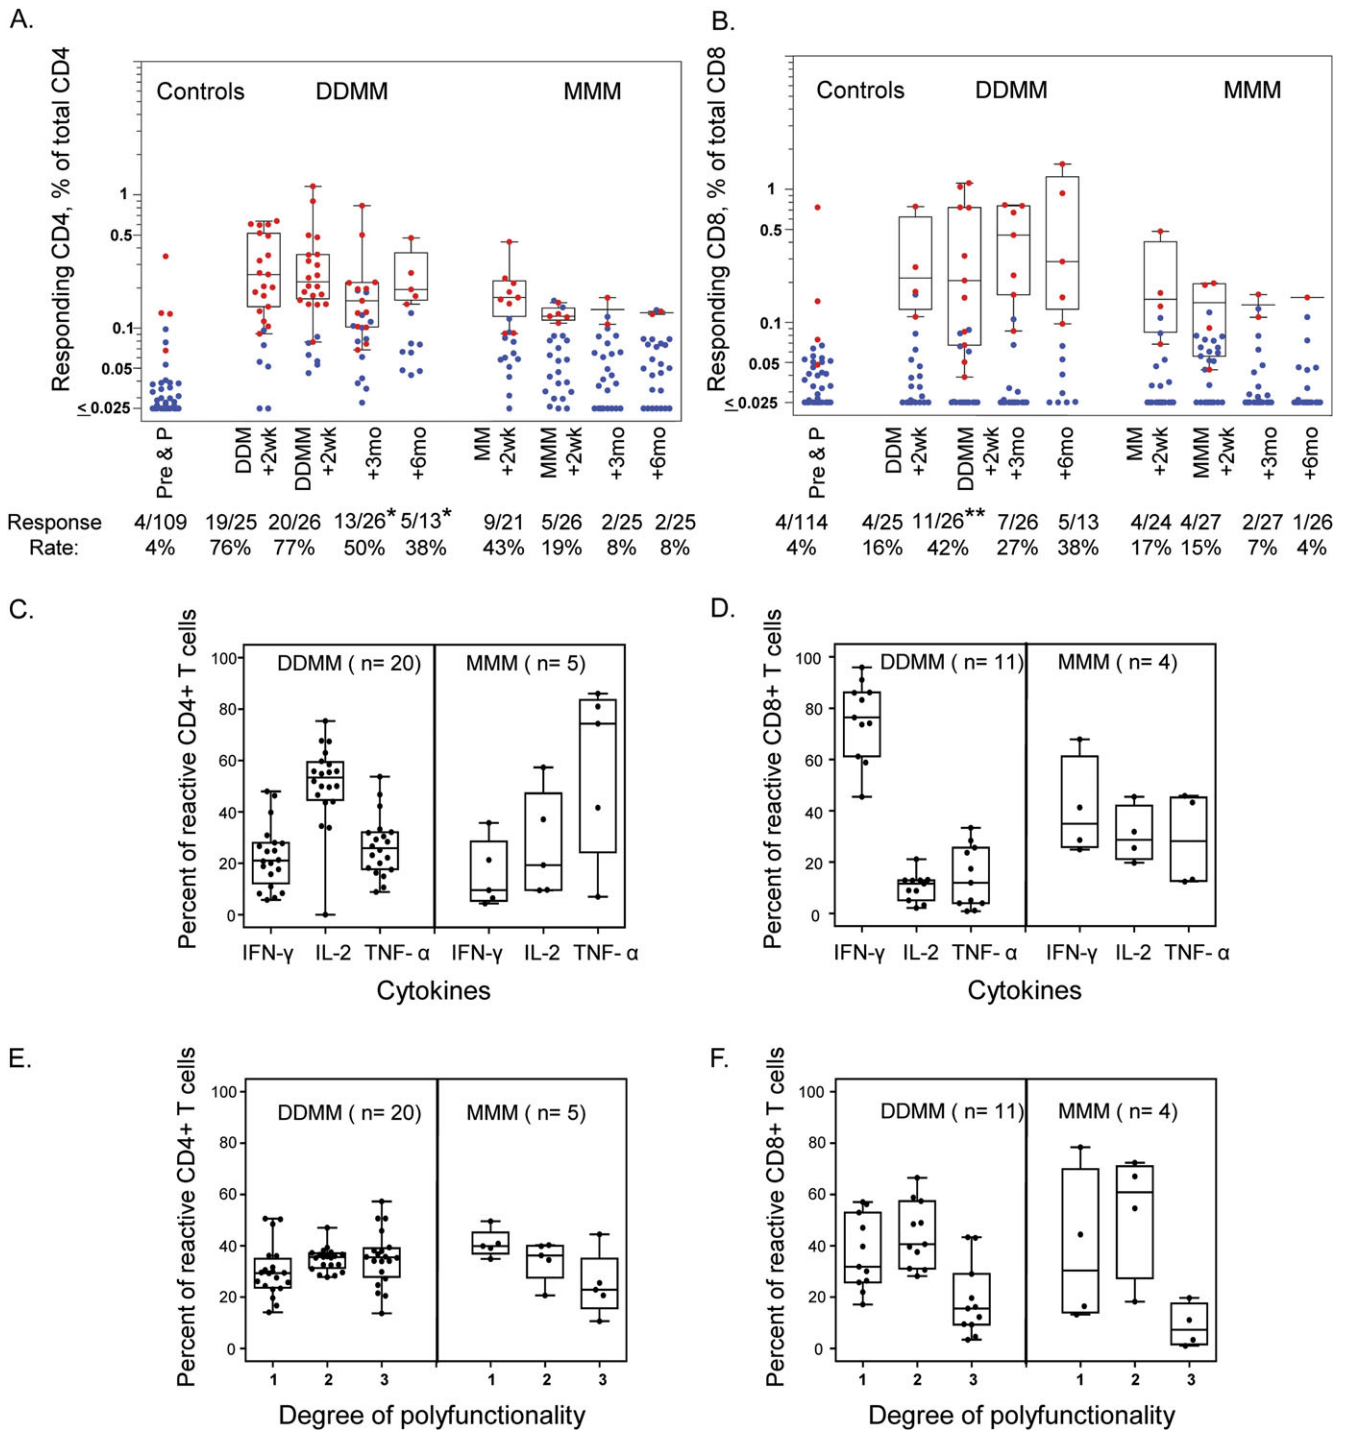 A.
Responding CD4, % of total CD4
Controls DDMM MMM
1
0.5
0.1
0.05
≤ 0.025
Pre & P
DDM +2wk
DDMM +2wk
+3mo
+6mo
MM +2wk
MMM +2wk
+3mo
+6mo
Response 4/109 19/25 20/26 13/26* 5/13* 9/21 5/26 2/25 2/25
Rate: 4% 76% 77% 50% 38% 43% 19% 8% 8%
B.
Responding CD8, % of total CD8
Controls DDMM MMM
1
0.5
0.1
0.05
≤ 0.025
Pre & P
DDM +2wk
DDMM +2wk
+3mo
+6mo
MM +2wk
MMM +2wk
+3mo
+6mo
4/114 4/25 11/26** 7/26 5/13 4/24 4/27 2/27 1/26
4% 16% 42% 27% 38% 17% 15% 7% 4%
C.
Percent of reactive CD4+ T cells
DDMM ( n= 20) MMM ( n= 5)
100
80
60
40
20
0
IFN-γ IL-2 TNF- α IFN-γ IL-2 TNF- α
Cytokines
D.
Percent of reactive CD8+ T cells
DDMM ( n= 11) MMM ( n= 4)
100
80
60
40
20
0
IFN-γ IL-2 TNF- α IFN-γ IL-2 TNF- α
Cytokines
E.
Percent of reactive CD4+ T cells
DDMM ( n= 20) MMM ( n= 5)
100
80
60
40
20
0
1 2 3 1 2 3
Degree of polyfunctionality
F.
Percent of reactive CD8+ T cells
DDMM ( n= 11) MMM ( n= 4)
100
80
60
40
20
0
1 2 3 1 2 3
Degree of polyfunctionality